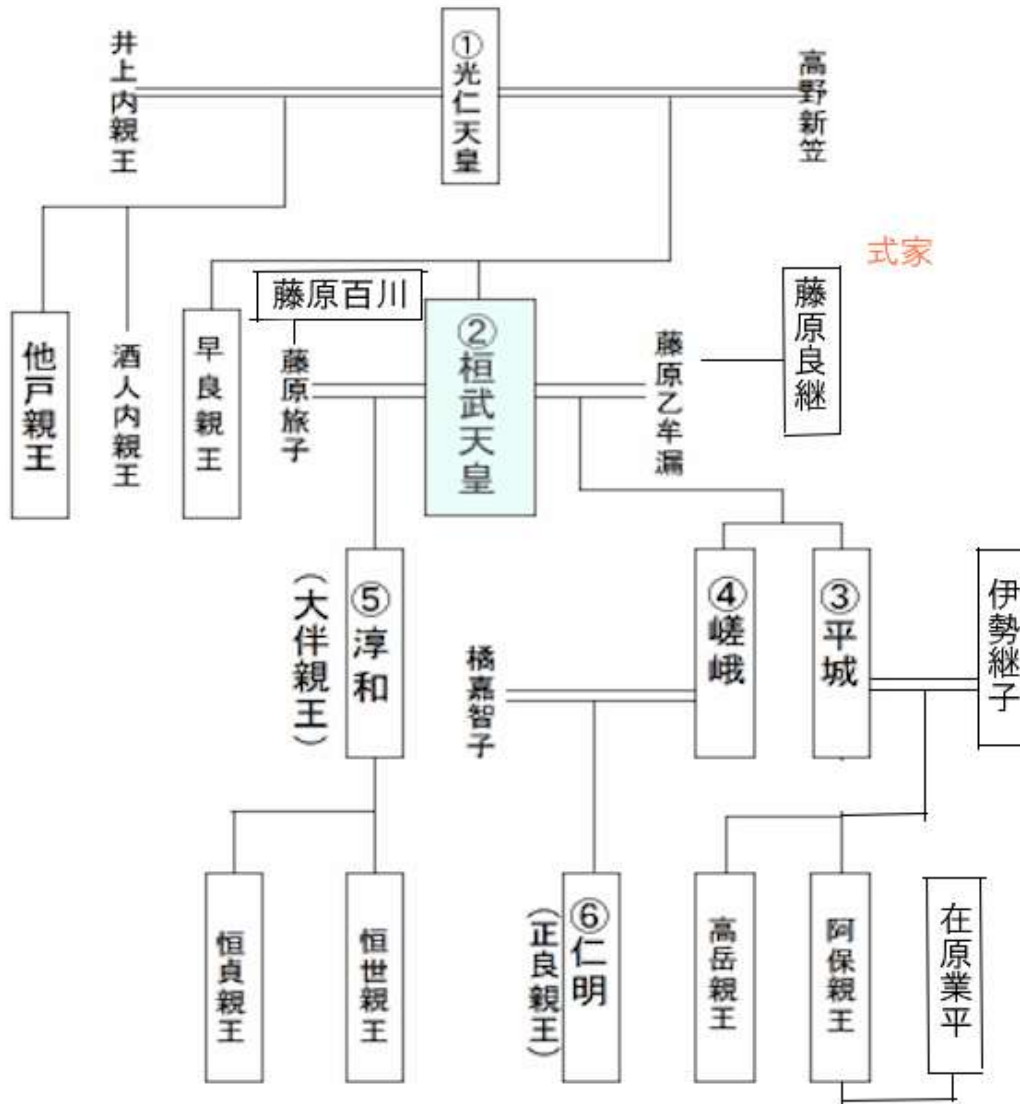 井上内親王
①光仁天皇
高野新笠
式家
他戸親王
酒人内親王
早良親王
藤原百川
藤原旅子
②桓武天皇
藤原乙牟漏
藤原良継
(大伴親王)
⑤淳和
橘嘉智子
④嵯峨
③平城
伊勢継子
恒貞親王
恒世親王
(正良親王)
⑥仁明
高岳親王
阿保親王
在原業平